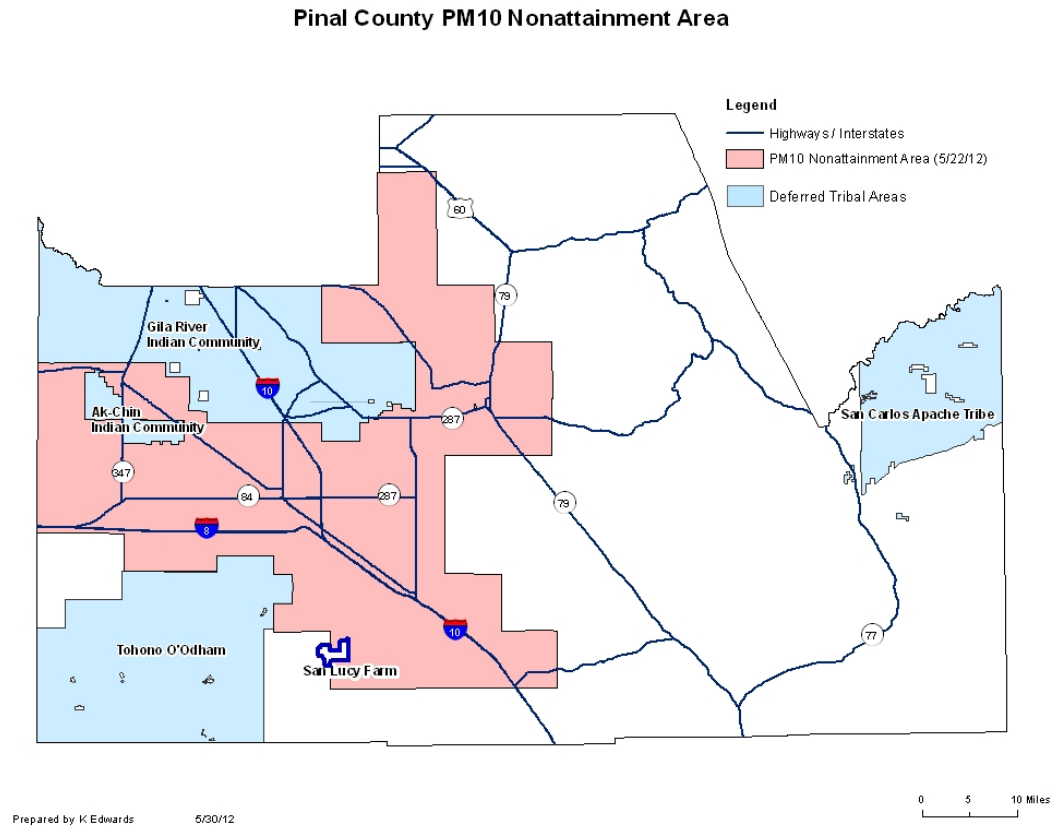 Pinal County PM10 Nonattainment Area
Legend
Highways / Interstates
PM10 Nonattainment Area (5/22/12)
Deferred Tribal Areas
60
79
Gila River
Indian Community
10
Ak-Chin
Indian Community
287
San Carlos Apache Tribe
347
84
287
79
8
10
77
Tohono O'Odham
San Lucy Farm
0 5 10 Miles
Prepared by K Edwards 5/30/12